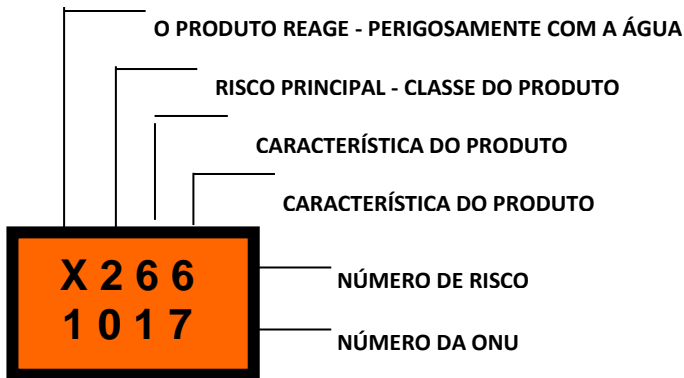 O PRODUTO REAGE - PERIGOSAMENTE COM A ÁGUA
RISCO PRINCIPAL - CLASSE DO PRODUTO
CARACTERÍSTICA DO PRODUTO
CARACTERÍSTICA DO PRODUTO
X 2 6 6
NÚMERO DE RISCO
1 0 1 7
NÚMERO DA ONU